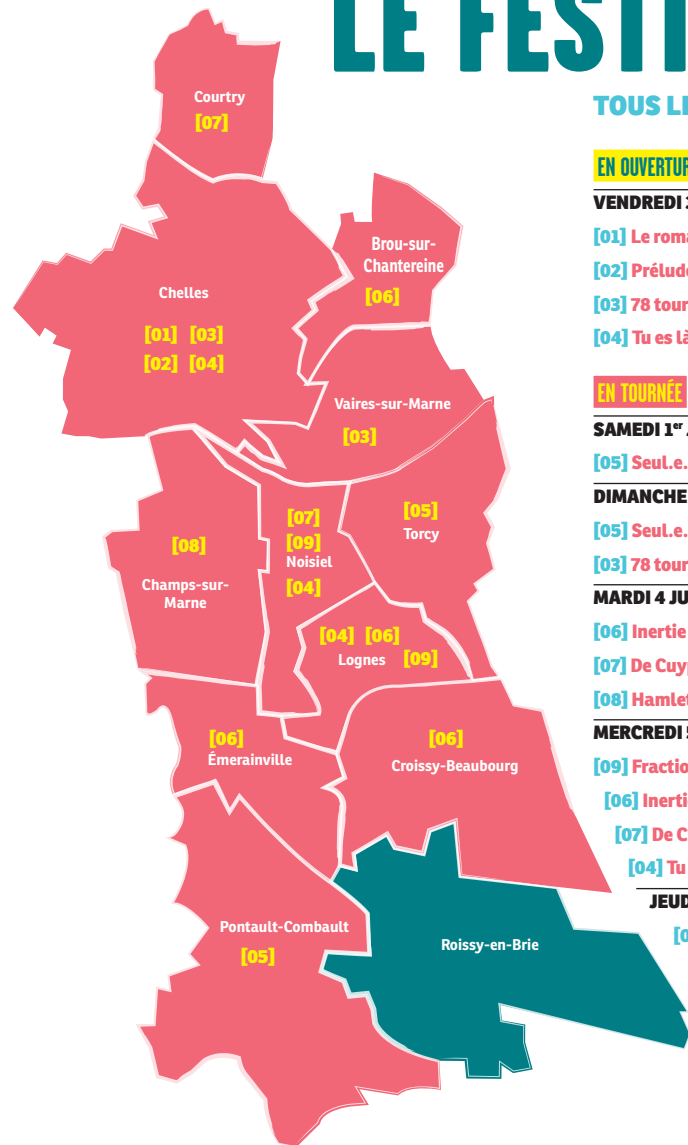 LE FESTI
TOUS LE
Courtry
[07]
Brou-sur-
Chantereine
[06]
Chelles
[01] [03]
[02] [04]
Vaires-sur-Marne
[03]
[05]
Torcy
[07]
[09]
Noisiel
[04]
[08]
Champs-sur-
Marne
[04] [06]
Lognes [09]
[06]
Émerainville
[06]
Croissy-Beaubourg
Pontault-Combault
[05]
Roissy-en-Brie
EN OUVERTUR
VENDREDI
[01] Le roma
[02] Prélude
[03] 78 tour
[04] Tu es là
EN TOURNÉE
SAMEDI 1er
[05] Seul.e.
DIMANCHE
[05] Seul.e.
[03] 78 tour
MARDI 4 JU
[06] Inertie
[07] De Cuyp
[08] Hamlet
MERCREDI
[09] Fractio
[06] Inerti
[07] De C
[04] Tu
JEUD